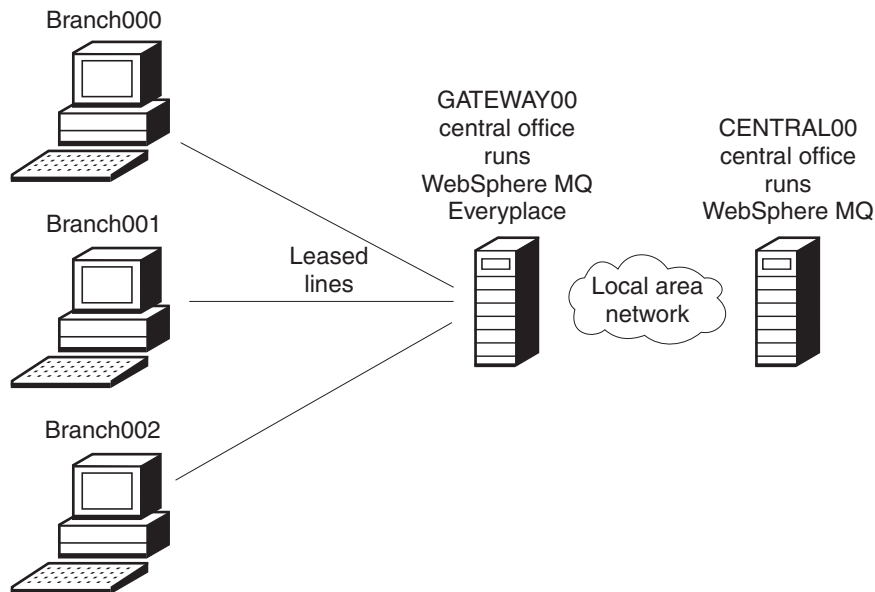 Branch000
GATEWAY00
central office
runs
WebSphere MQ
Everyplace
CENTRAL00
central office
runs
WebSphere MQ
Branch001
Leased
lines
Local area
network
Branch002